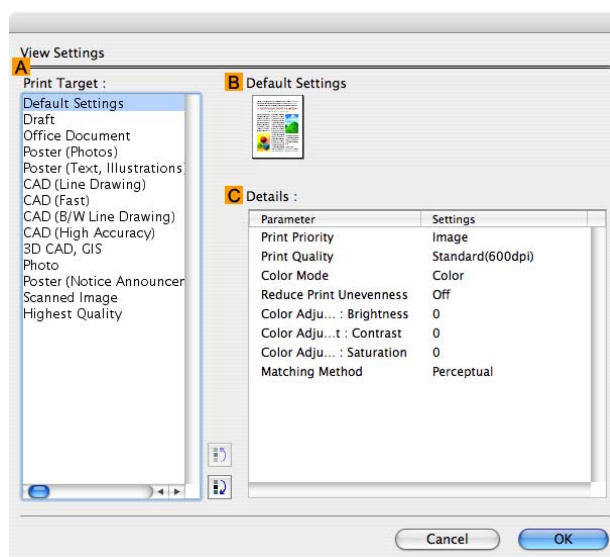 View Settings
A
Print Target :
Default Settings
Draft
Office Document
Poster (Photos)
Poster (Text, Illustrations
CAD (Line Drawing)
CAD (Fast)
CAD (B/W Line Drawing)
CAD (High Accuracy)
3D CAD, GIS
Photo
Poster (Notice Announcer
Scanned Image
Highest Quality
B Default Settings
C Details :
Parameter Settings
Print Priority Image
Print Quality Standard(600dpi)
Color Mode Color
Reduce Print Unevenness Off
Color Adju... : Brightness 0
Color Adju...t : Contrast 0
Color Adju... : Saturation 0
Matching Method Perceptual
Cancel OK